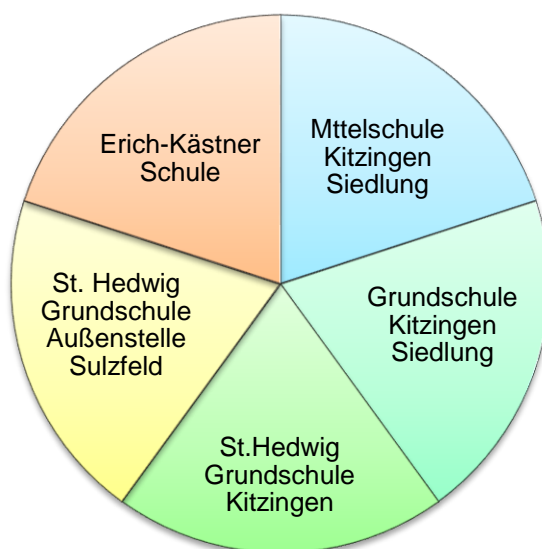 Mttelschule
Kitzingen
Siedlung
Grundschule
Kitzingen
Siedlung
St.Hedwig
Grundschule
Kitzingen
St. Hedwig
Grundschule
Außenstelle
Sulzfeld
Erich-Kästner
Schule